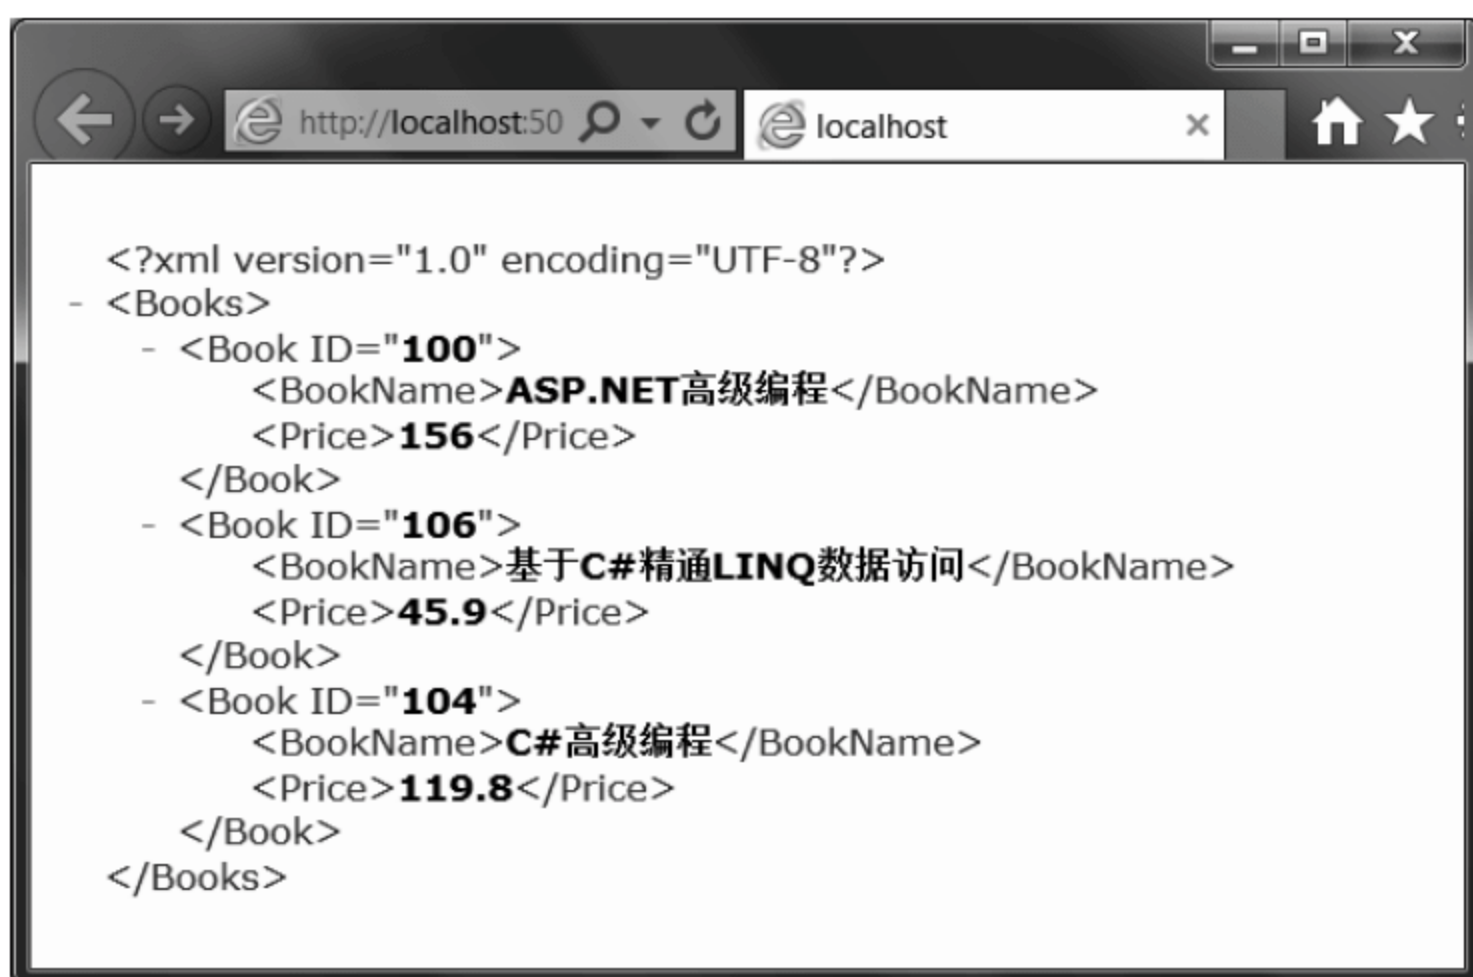 http://localhost:50
localhost
<?xml version="1.0" encoding="UTF-8"?>
- <Books>
- <Book ID="100">
<BookName>ASP.NET高级编程</BookName>
<Price>156</Price>
</Book>
- <Book ID="106">
<BookName>基于C#精通LINQ数据访问</BookName>
<Price>45.9</Price>
</Book>
- <Book ID="104">
<BookName>C#高级编程</BookName>
<Price>119.8</Price>
</Book>
</Books>